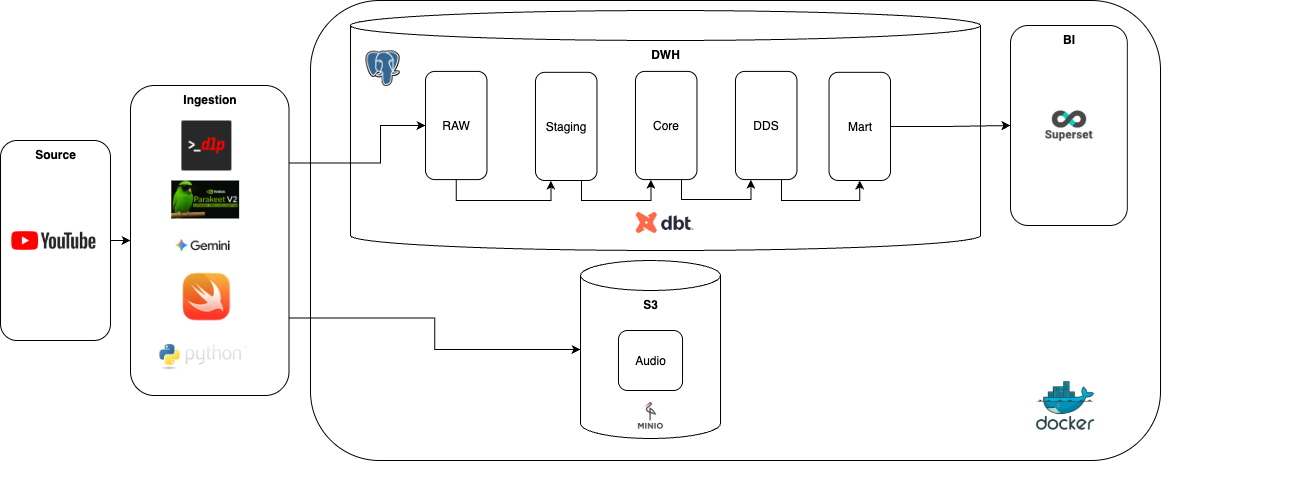 Source
YouTube
Ingestion
>_dlp
NVIDIA
Parakeet V2
Gemini
python
DWH
RAW
Staging
Core
DDS
Mart
dbt
S3
Audio
MINIO
BI
Superset
docker